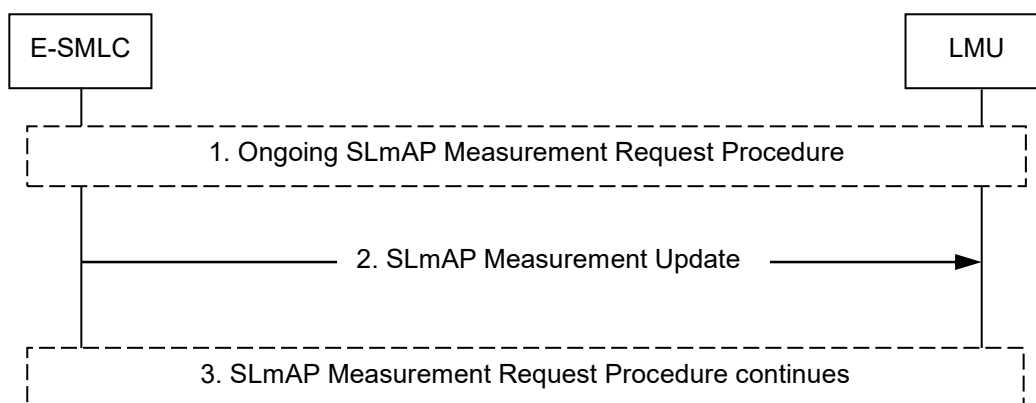 E-SMLC
LMU
1. Ongoing SLmAP Measurement Request Procedure
2. SLmAP Measurement Update
3. SLmAP Measurement Request Procedure continues